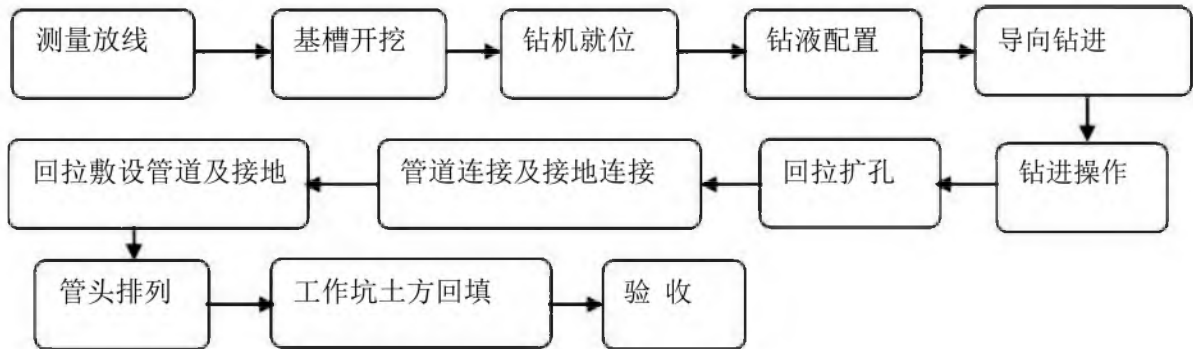 测量放线
基槽开挖
钻机就位
钻液配置
导向钻进
钻进操作
回拉扩孔
管道连接及接地连接
回拉敷设管道及接地
管头排列
工作坑土方回填
验 收